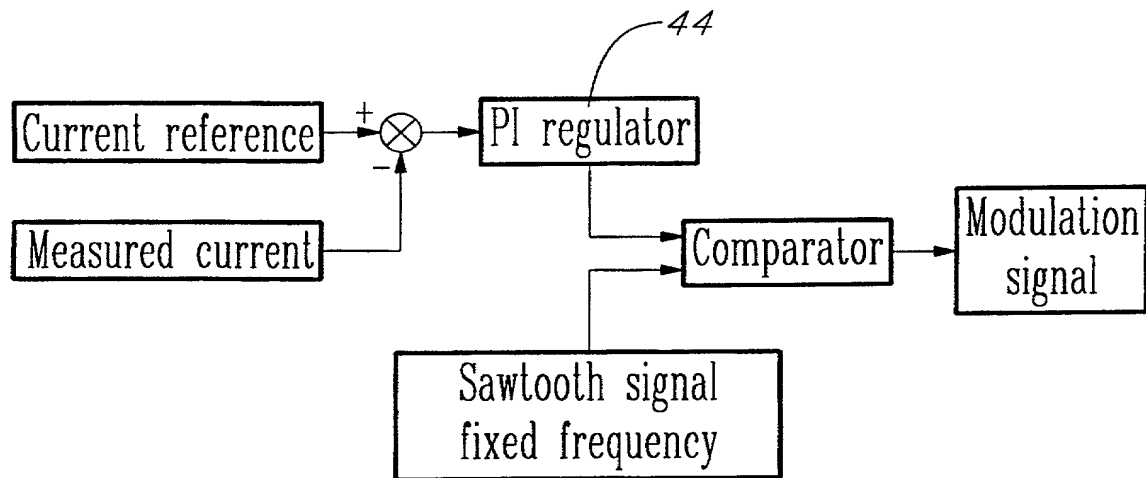 44
Current reference
+
PI regulator
-
Measured current
Comparator
Modulation
signal
Sawtooth signal
fixed frequency